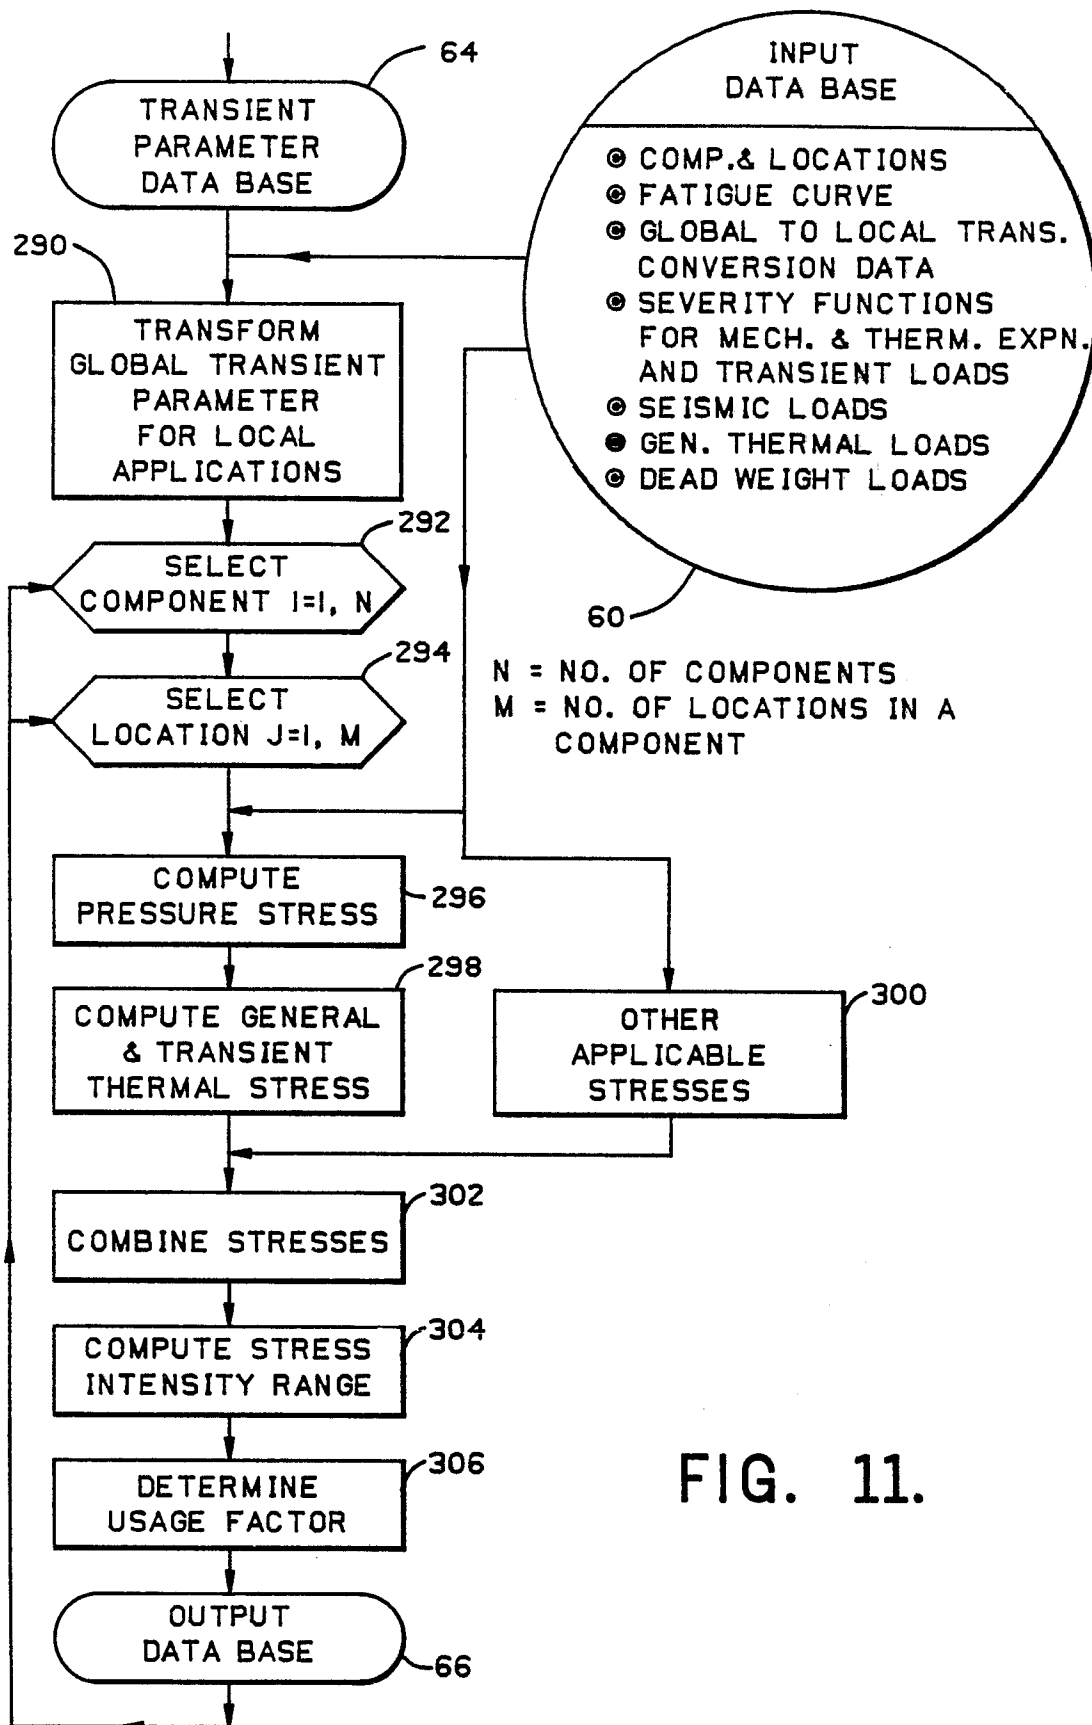 64
TRANSIENT
PARAMETER
DATA BASE
INPUT
DATA BASE
◉ COMP.& LOCATIONS
◉ FATIGUE CURVE
◉ GLOBAL TO LOCAL TRANS.
CONVERSION DATA
◉ SEVERITY FUNCTIONS
FOR MECH. & THERM. EXPN.
AND TRANSIENT LOADS
◉ SEISMIC LOADS
◉ GEN. THERMAL LOADS
◉ DEAD WEIGHT LOADS
60
290
TRANSFORM
GLOBAL TRANSIENT
PARAMETER
FOR LOCAL
APPLICATIONS
292
SELECT
COMPONENT I=I, N
294
SELECT
LOCATION J=I, M
N = NO. OF COMPONENTS
M = NO. OF LOCATIONS IN A
COMPONENT
COMPUTE
PRESSURE STRESS
296
298
COMPUTE GENERAL
& TRANSIENT
THERMAL STRESS
300
OTHER
APPLICABLE
STRESSES
302
COMBINE STRESSES
304
COMPUTE STRESS
INTENSITY RANGE
306
DETERMINE
USAGE FACTOR
OUTPUT
DATA BASE
66
FIG. 11.